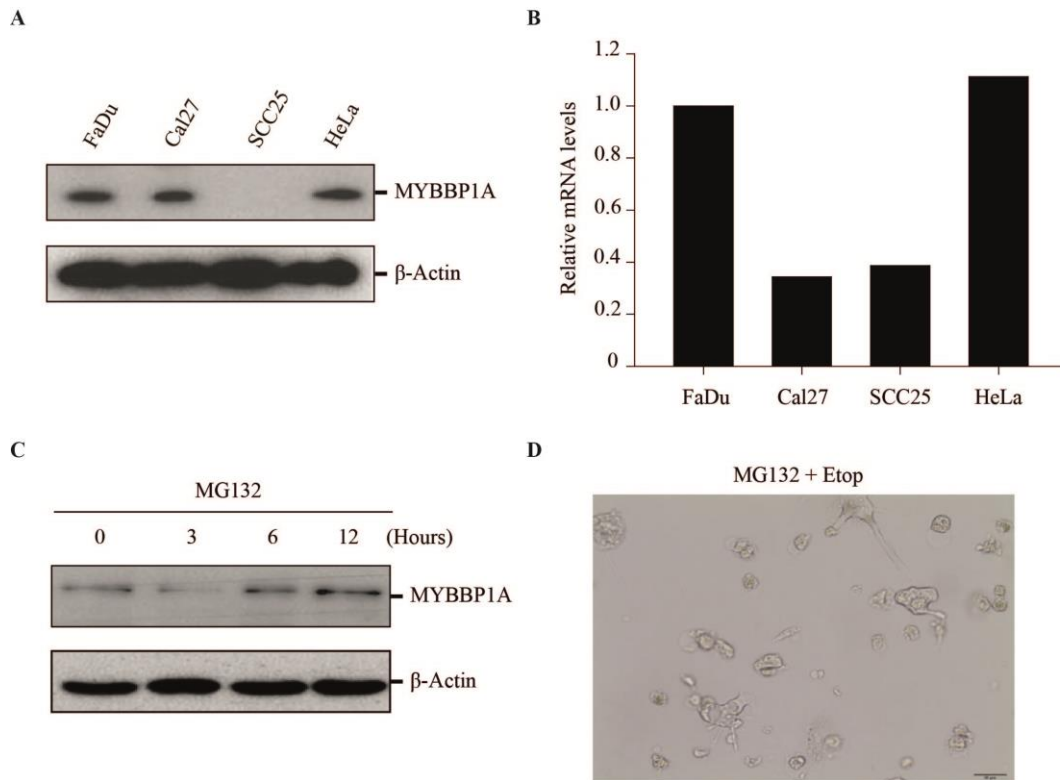 A
FaDu
Cal27
SCC25
HeLa
MYBBP1A
β-Actin
B
Relative mRNA levels
1.2
1.0
0.8
0.6
0.4
0.2
0
FaDu Cal27 SCC25 HeLa
C
MG132
0 3 6 12 (Hours)
MYBBP1A
β-Actin
D
MG132 + Etop